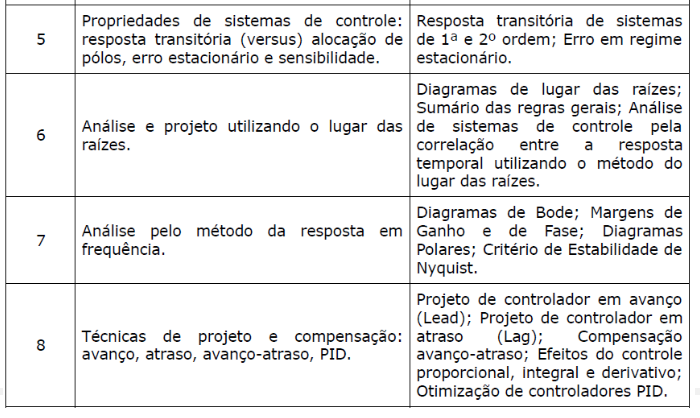 5
Propriedades de sistemas de controle:
resposta transitória (versus) alocação de
pólos, erro estacionário e sensibilidade.
Resposta transitória de sistemas
de 1ª e 2º ordem; Erro em regime
estacionário.
6
Análise e projeto utilizando o lugar das
raízes.
Diagramas de lugar das raízes;
Sumário das regras gerais; Análise
de sistemas de controle pela
correlação entre a resposta
temporal utilizando o método do
lugar das raízes.
7
Análise pelo método da resposta em
frequência.
Diagramas de Bode; Margens de
Ganho e de Fase; Diagramas
Polares; Critério de Estabilidade de
Nyquist.
8
Técnicas de projeto e compensação:
avanço, atraso, avanço-atraso, PID.
Projeto de controlador em avanço
(Lead); Projeto de controlador em
atraso (Lag); Compensação
avanço-atraso; Efeitos do controle
proporcional, integral e derivativo;
Otimização de controladores PID.